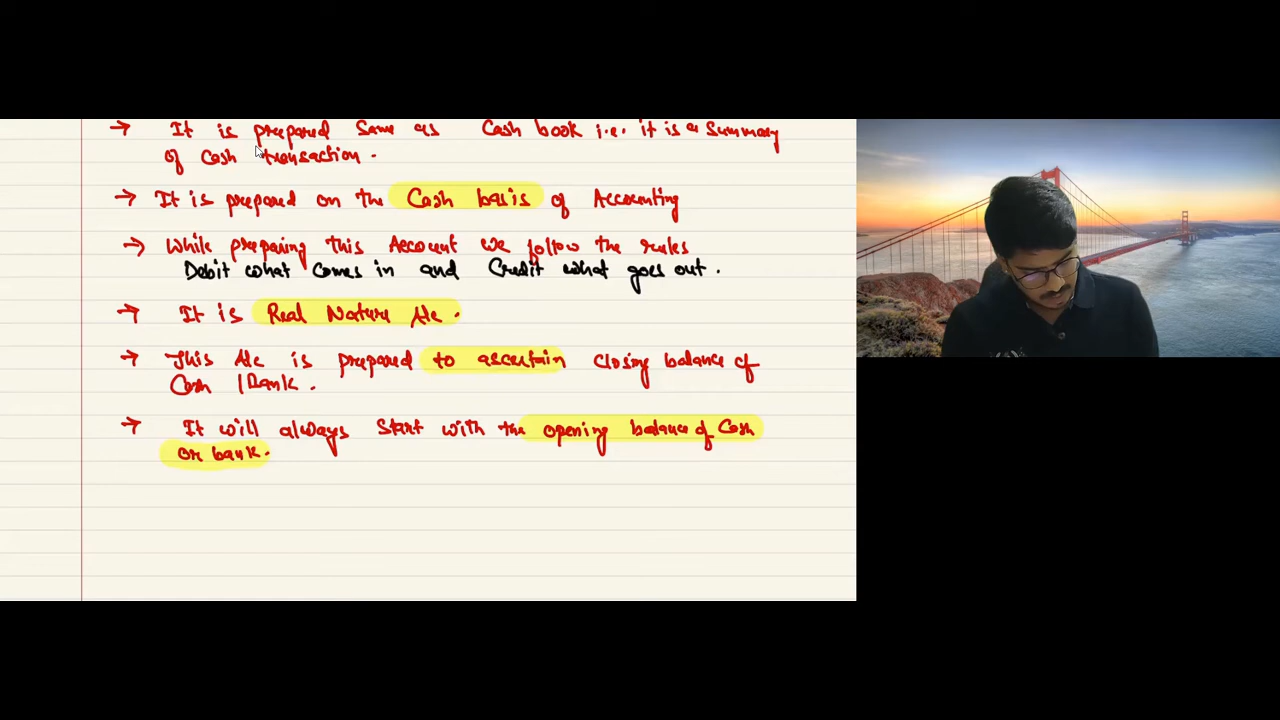 → It is prepared same as Cash book i.e. it is a summary
of Cash transaction.
→ It is prepared on the Cash basis of Accounting
→ While preparing this Account we follow the rules
Debit what comes in and Credit what goes out.
→ It is Real Nature A/c.
→ This A/c is prepared to ascertain closing balance of
Cash / Bank.
→ It will always start with the opening balance of Cash
or bank.